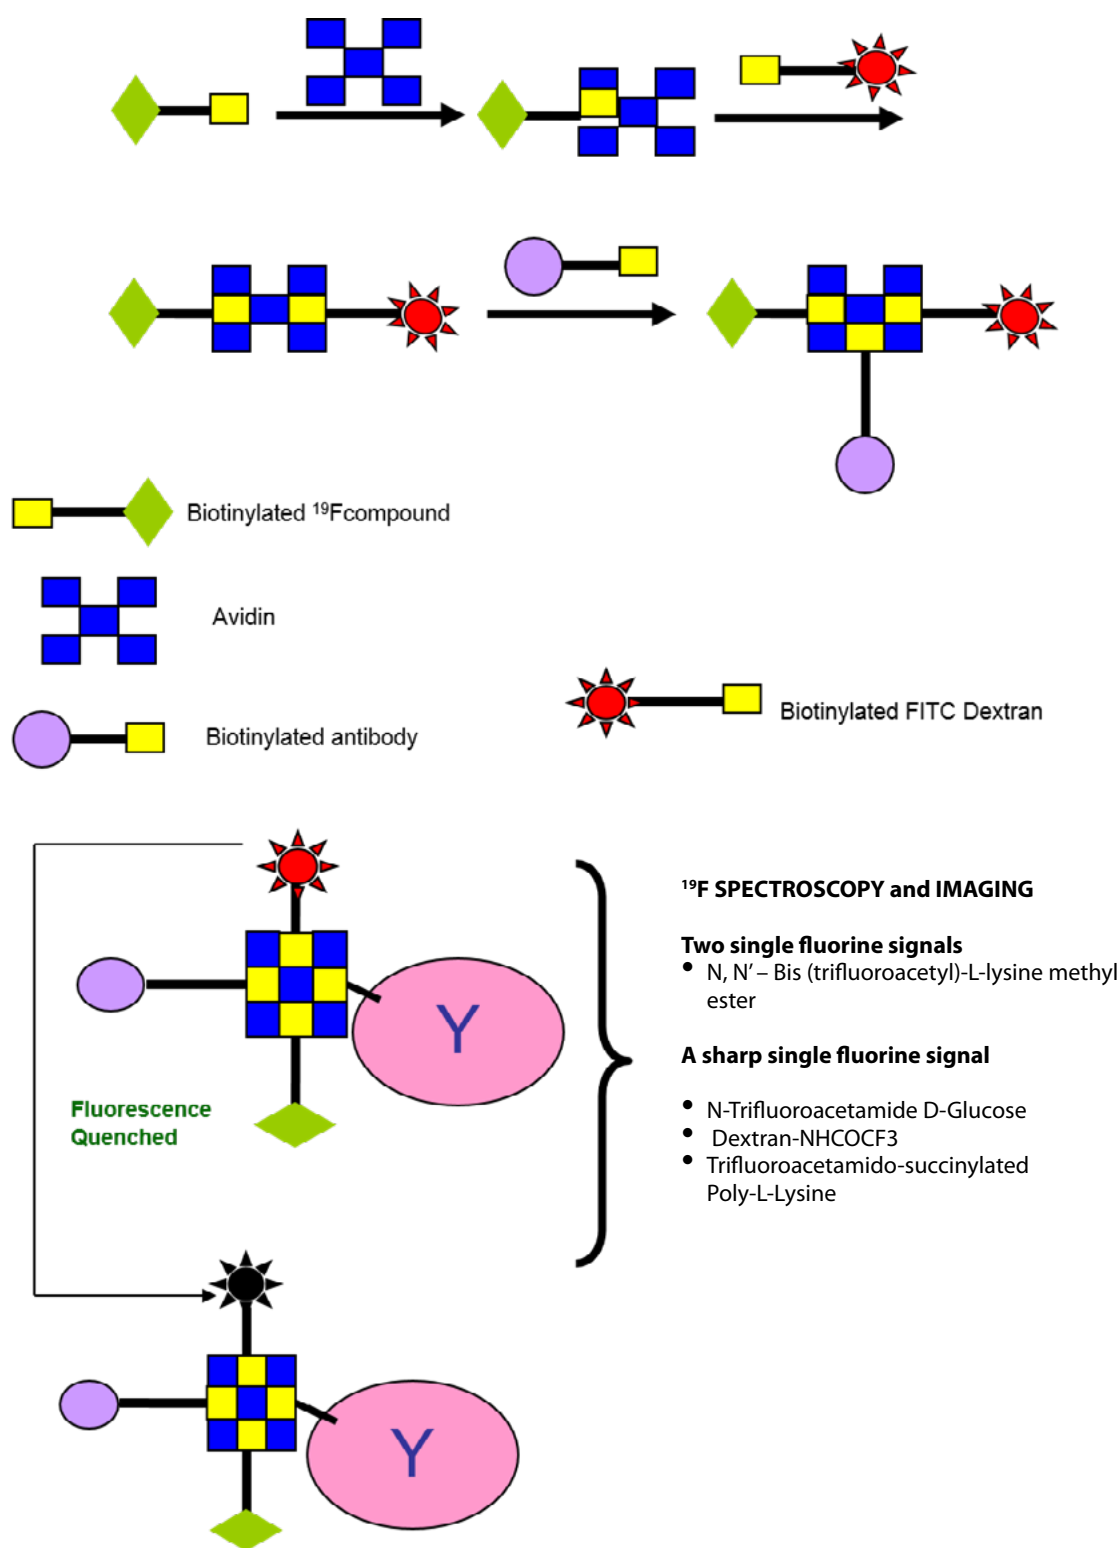 Biotinylated ¹⁹Fcompound
Avidin
Biotinylated antibody
Biotinylated FITC Dextran
¹⁹F SPECTROSCOPY and IMAGING
Two single fluorine signals
• N, N’ – Bis (trifluoroacetyl)-L-lysine methyl
ester
A sharp single fluorine signal
• N-Trifluoroacetamide D-Glucose
• Dextran-NHCOCF3
• Trifluoroacetamido-succinylated
Poly-L-Lysine
Y
Fluorescence
Quenched
Y